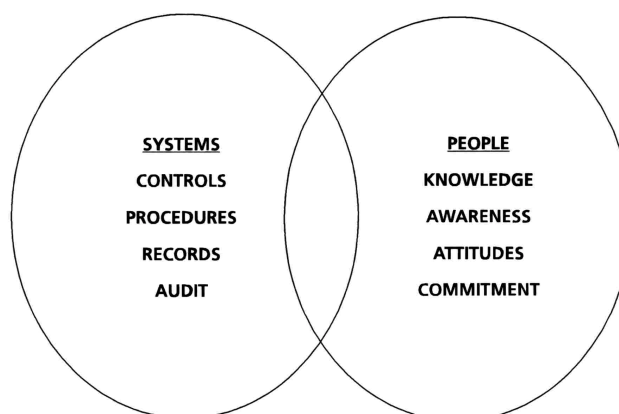 SYSTEMS
CONTROLS
PROCEDURES
RECORDS
AUDIT
PEOPLE
KNOWLEDGE
AWARENESS
ATTITUDES
COMMITMENT